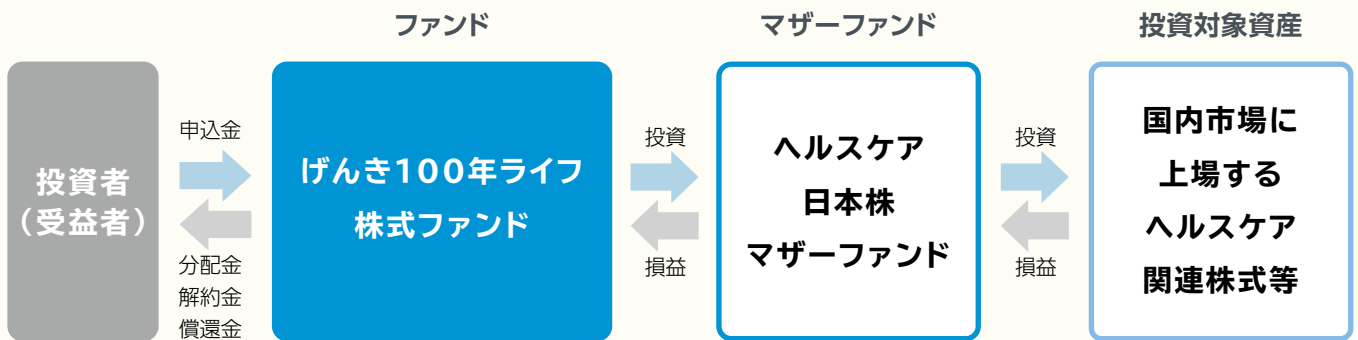 ファンド
マザーファンド
投資対象資産
投資者
（受益者）
申込金
分配金
解約金
償還金
げんき100年ライフ
株式ファンド
投資
損益
ヘルスケア
日本株
マザーファンド
投資
損益
国内市場に
上場する
ヘルスケア
関連株式等